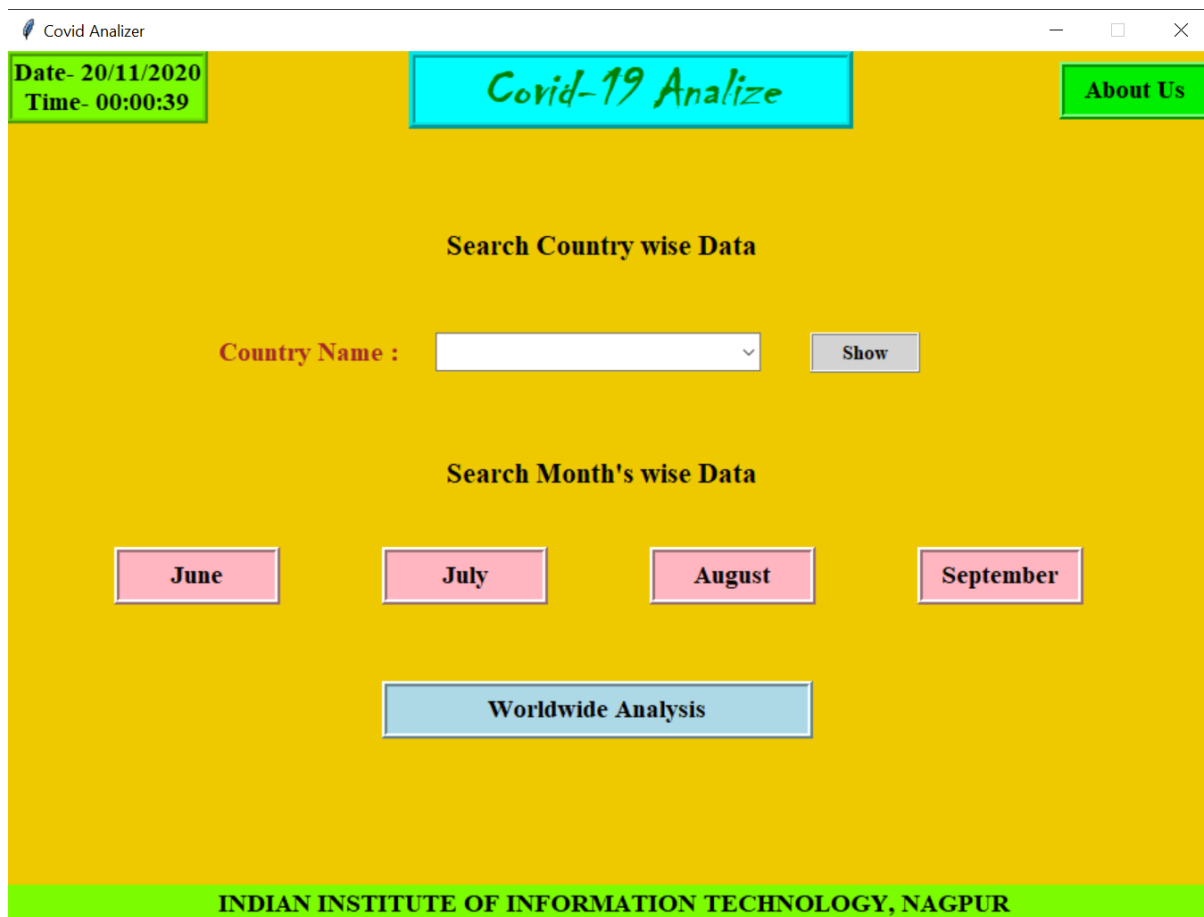 Covid Analizer
Date- 20/11/2020
Time- 00:00:39
Covid-19 Analize
About Us
Search Country wise Data
Country Name :
Show
Search Month's wise Data
June
July
August
September
Worldwide Analysis
INDIAN INSTITUTE OF INFORMATION TECHNOLOGY, NAGPUR